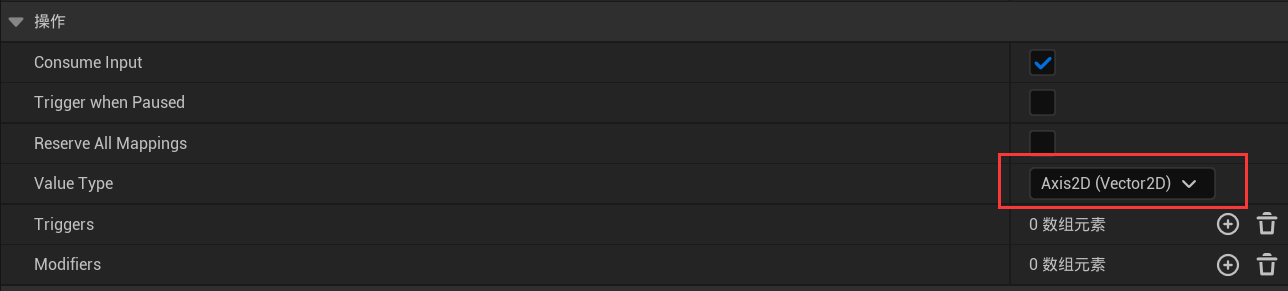 操作
Consume Input
Trigger when Paused
Reserve All Mappings
Value Type Axis2D (Vector2D)
Triggers 0 数组元素
Modifiers 0 数组元素